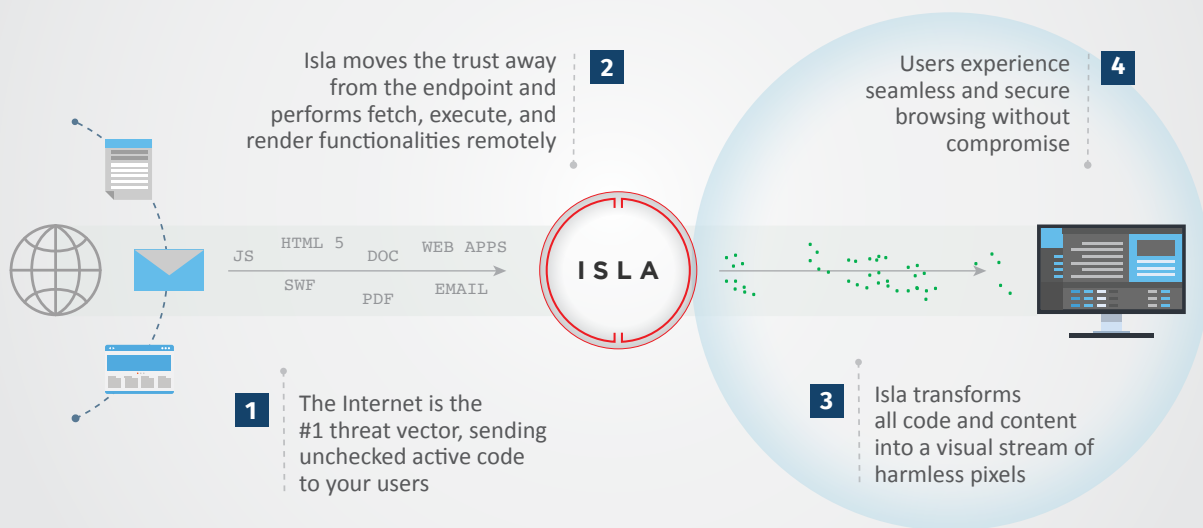 Isla moves the trust away
from the endpoint and
performs fetch, execute, and
render functionalities remotely
2
Users experience
seamless and secure
browsing without
compromise
4
JS
HTML 5
DOC
WEB APPS
SWF
PDF
EMAIL
ISLA
1
The Internet is the
#1 threat vector, sending
unchecked active code
to your users
3
Isla transforms
all code and content
into a visual stream of
harmless pixels